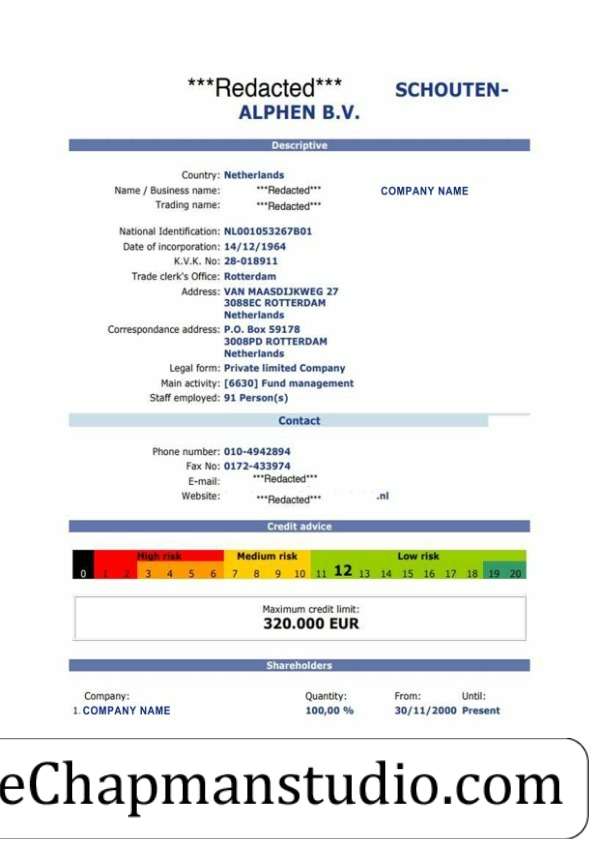 ***Redacted*** SCHOUTEN-
ALPHEN B.V.
Descriptive
Country: Netherlands
Name / Business name: ***Redacted*** COMPANY NAME
Trading name: ***Redacted***
National Identification: NL001053267B01
Date of incorporation: 14/12/1964
K.V.K. No: 28-018911
Trade clerk's Office: Rotterdam
Address: VAN MAASDIJKWEG 27
3088EC ROTTERDAM
Netherlands
Correspondance address: P.O. Box 59178
3008PD ROTTERDAM
Netherlands
Legal form: Private limited Company
Main activity: [6630] Fund management
Staff employed: 91 Person(s)
Contact
Phone number: 010-4942894
Fax No: 0172-433974
E-mail: ***Redacted***
Website: ***Redacted*** .nl
Credit advice
High risk Medium risk Low risk
0 1 2 3 4 5 6 7 8 9 10 11 12 13 14 15 16 17 18 19 20
Maximum credit limit:
320.000 EUR
Shareholders
Company: Quantity: From: Until:
1. COMPANY NAME 100,00 % 30/11/2000 Present
eChapmanstudio.com